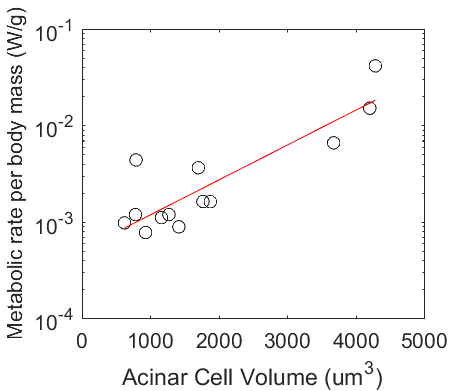 Metabolic rate per body mass (W/g)
10^-1
10^-2
10^-3
10^-4
0 1000 2000 3000 4000 5000
Acinar Cell Volume (um^3)